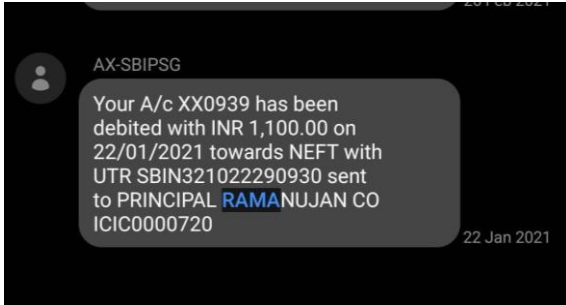 AX-SBIPSG
Your A/c XX0939 has been
debited with INR 1,100.00 on
22/01/2021 towards NEFT with
UTR SBIN321022290930 sent
to PRINCIPAL RAMANUJAN CO
ICIC0000720
22 Jan 2021